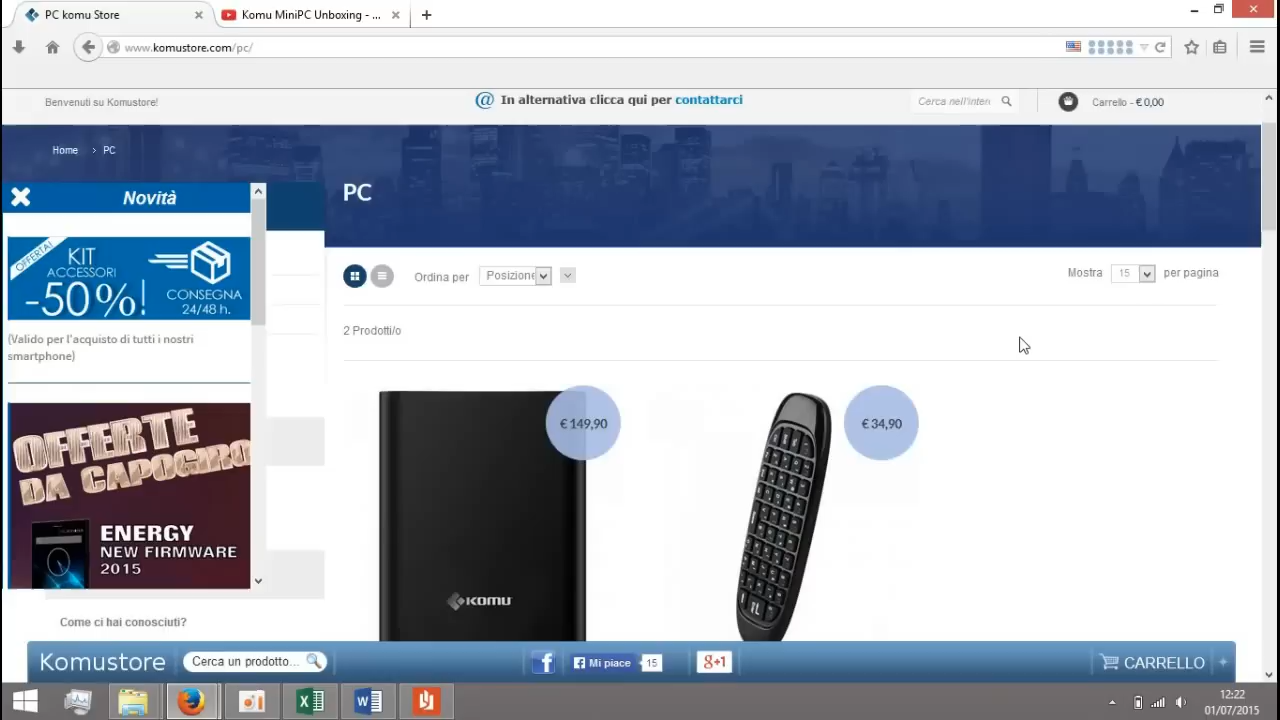 PC komu Store
Komu MiniPC Unboxing - ...
www.komustore.com/pc/
Benvenuti su Komustore!
@ In alternativa clicca qui per contattarci
Cerca nell'intern
Carrello - € 0,00
Home > PC
PC
Novità
OFFERTA!
KIT
ACCESSORI
-50%!
CONSEGNA
24/48 h.
(Valido per l'acquisto di tutti i nostri
smartphone)
OFFERTE
DA CAPOGIRO
ENERGY
NEW FIRMWARE
2015
Come ci hai conosciuti?
Ordina per
Posizione
Mostra 15 per pagina
2 Prodotti/o
€ 149,90
KOMU
€ 34,90
Komustore
Cerca un prodotto...
f
Mi piace 15
g+1
CARRELLO
12:22
01/07/2015